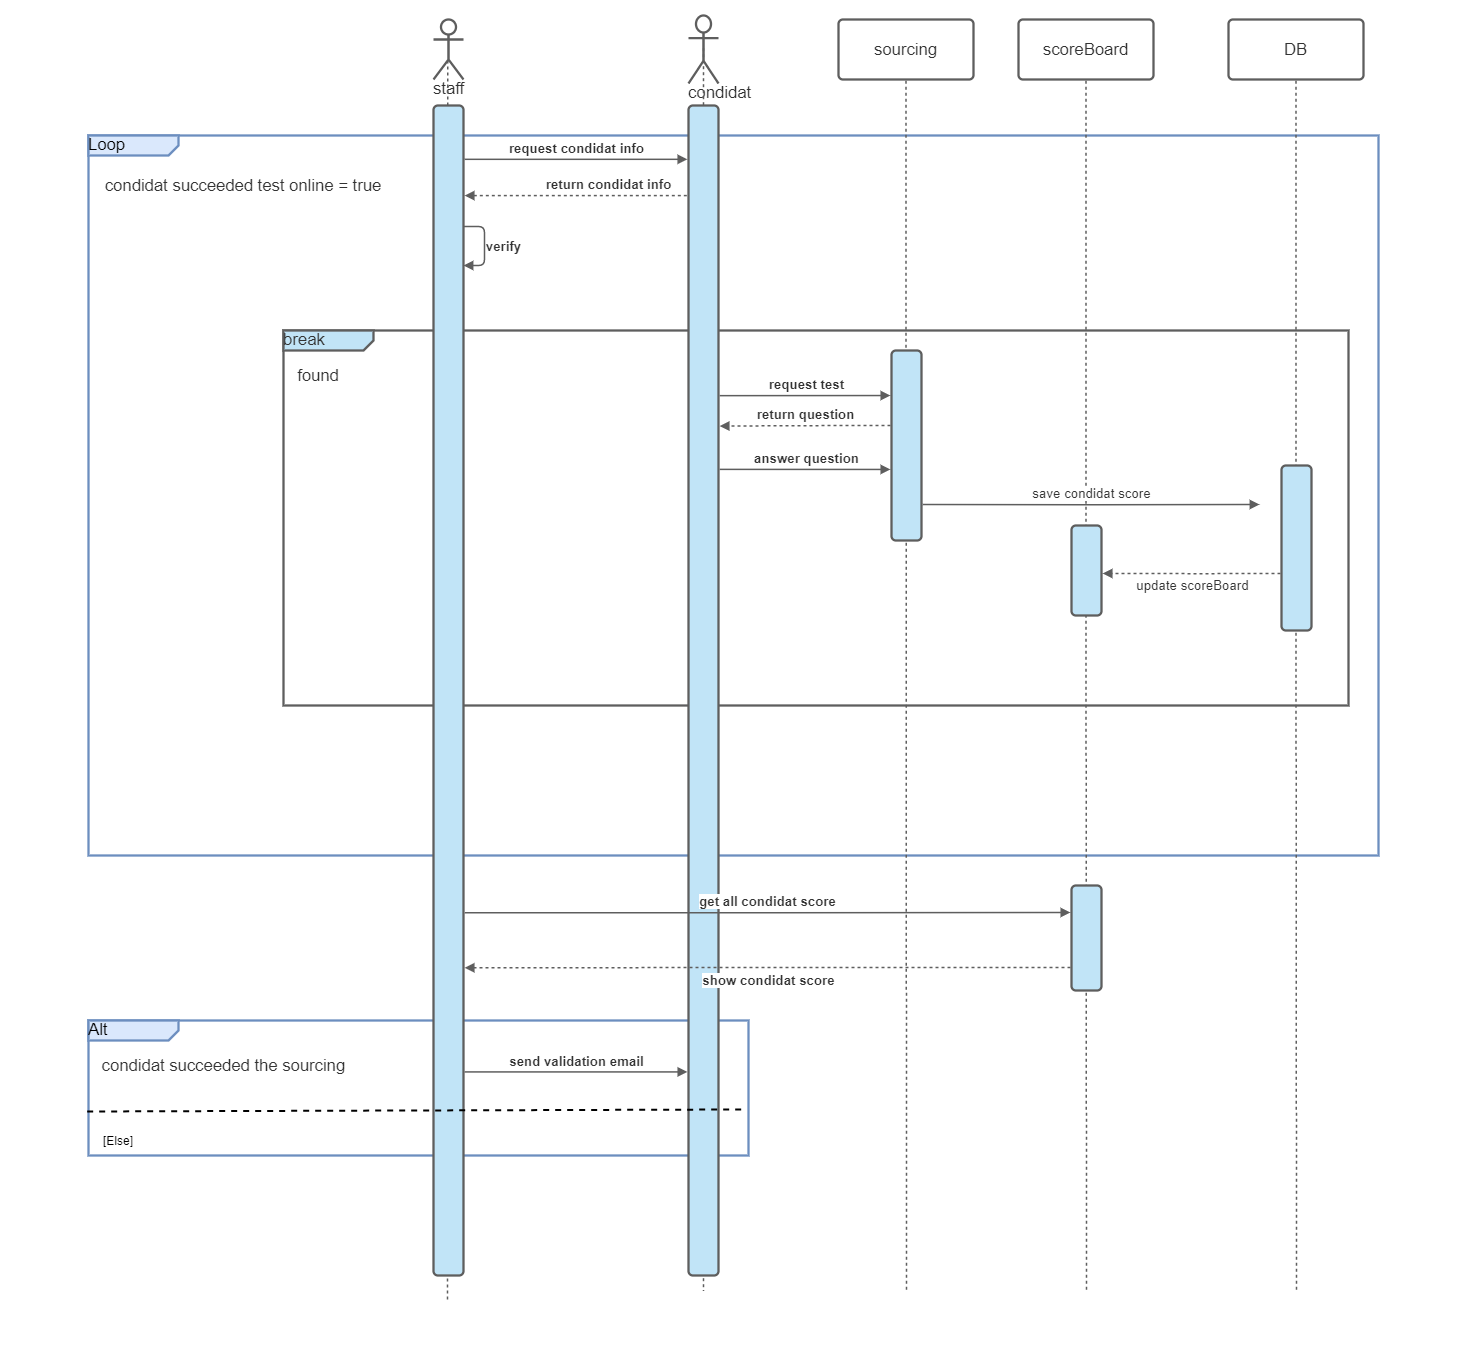 staff
condidat
sourcing
scoreBoard
DB
Loop
request condidat info
condidat succeeded test online = true
return condidat info
verify
break
found
request test
return question
answer question
save condidat score
update scoreBoard
get all condidat score
show condidat score
Alt
condidat succeeded the sourcing
send validation email
[Else]